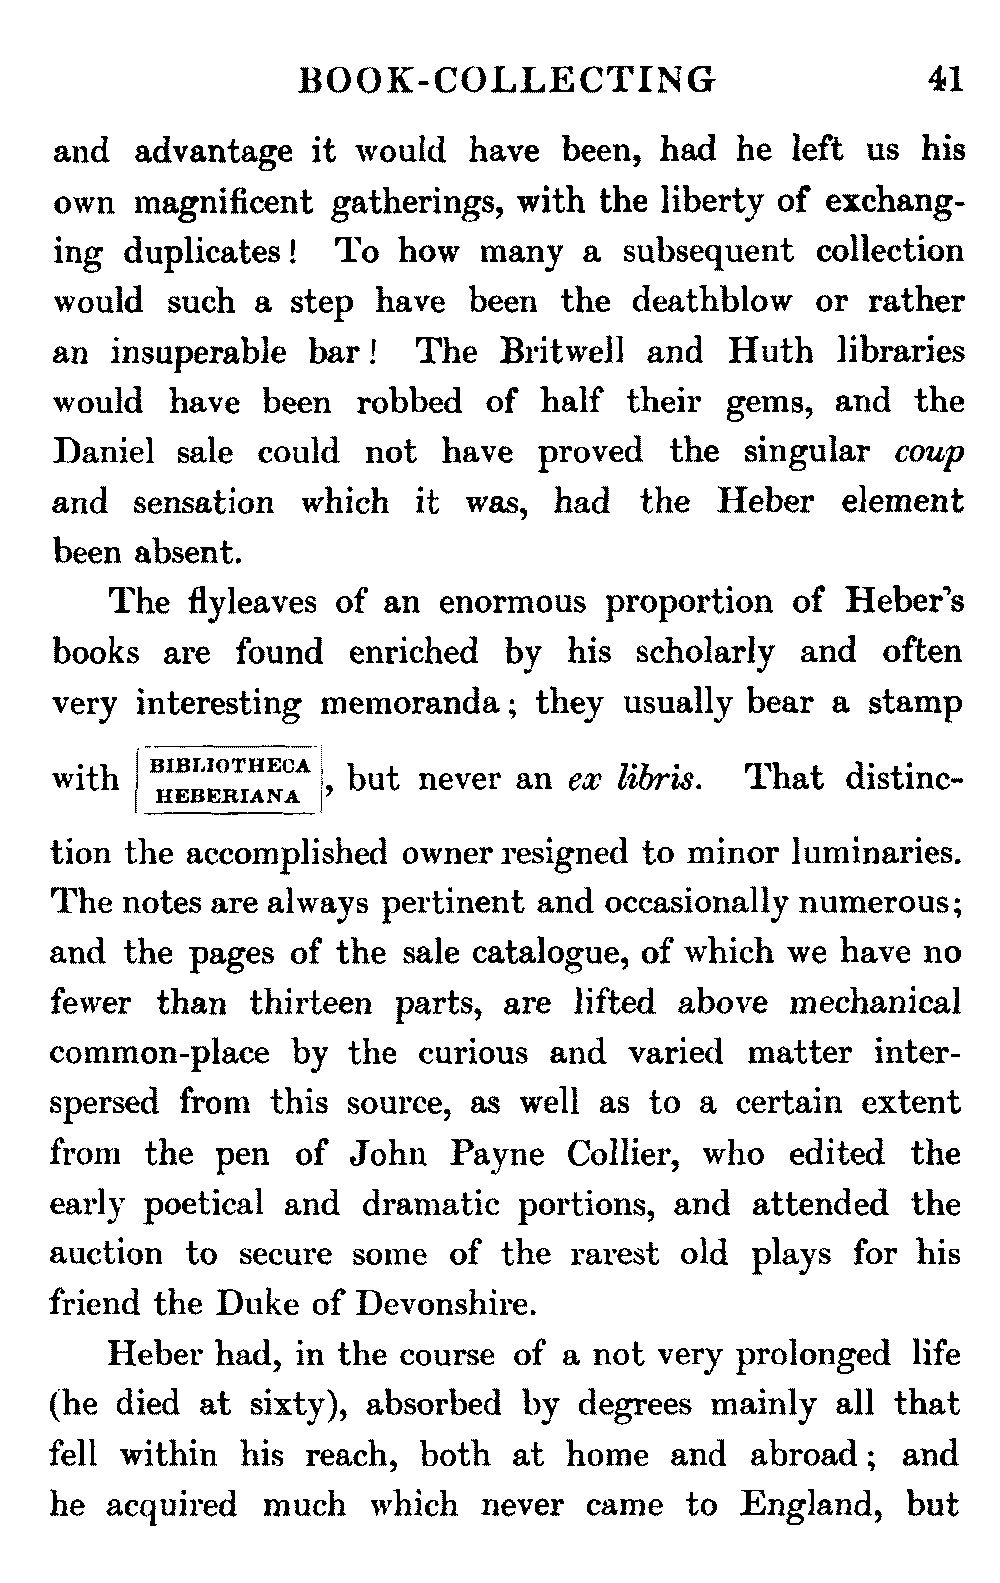 BOOK-COLLECTING 41
and advantage it would have been, had he left us his
own magnificent gatherings, with the liberty of exchang-
ing duplicates! To how many a subsequent collection
would such a step have been the deathblow or rather
an insuperable bar! The Britwell and Huth libraries
would have been robbed of half their gems, and the
Daniel sale could not have proved the singular coup
and sensation which it was, had the Heber element
been absent.
The flyleaves of an enormous proportion of Heber's
books are found enriched by his scholarly and often
very interesting memoranda; they usually bear a stamp
with BIBLIOTHECA HEBERIANA, but never an ex libris. That distinc-
tion the accomplished owner resigned to minor luminaries.
The notes are always pertinent and occasionally numerous;
and the pages of the sale catalogue, of which we have no
fewer than thirteen parts, are lifted above mechanical
common-place by the curious and varied matter inter-
spersed from this source, as well as to a certain extent
from the pen of John Payne Collier, who edited the
early poetical and dramatic portions, and attended the
auction to secure some of the rarest old plays for his
friend the Duke of Devonshire.
Heber had, in the course of a not very prolonged life
(he died at sixty), absorbed by degrees mainly all that
fell within his reach, both at home and abroad; and
he acquired much which never came to England, but